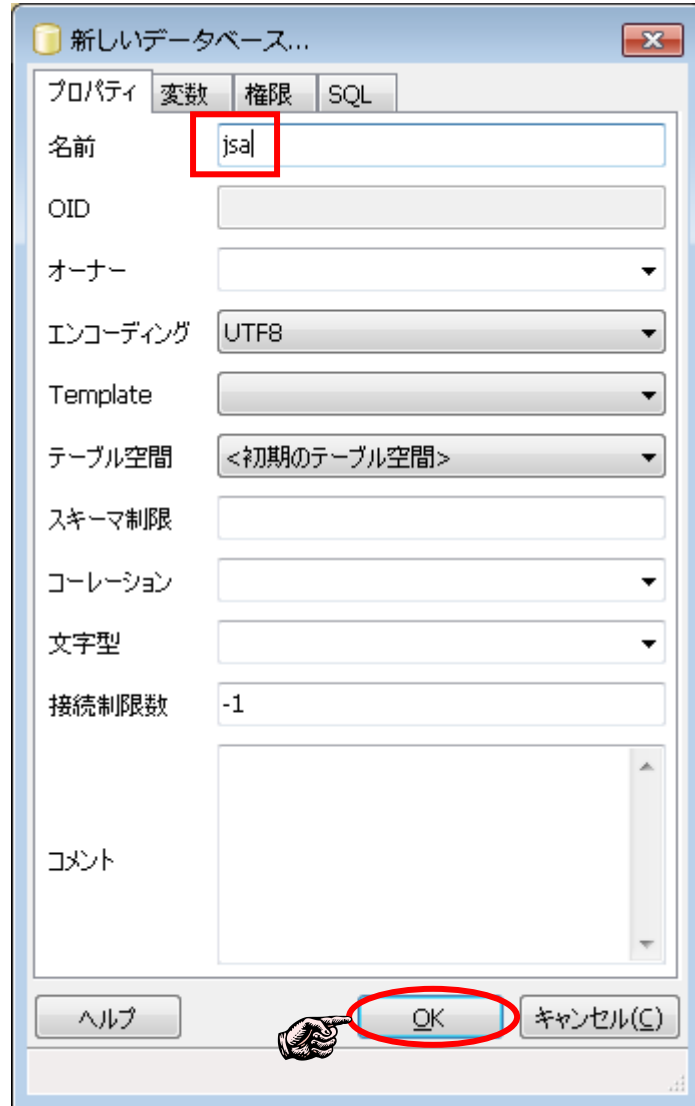 新しいデータベース...
プロパティ 変数 権限 SQL
名前 jsa
OID
オーナー
エンコーディング UTF8
Template
テーブル空間 <初期のテーブル空間>
スキーマ制限
コーレーション
文字型
接続制限数 -1
コメント
ヘルプ OK キャンセル(C)